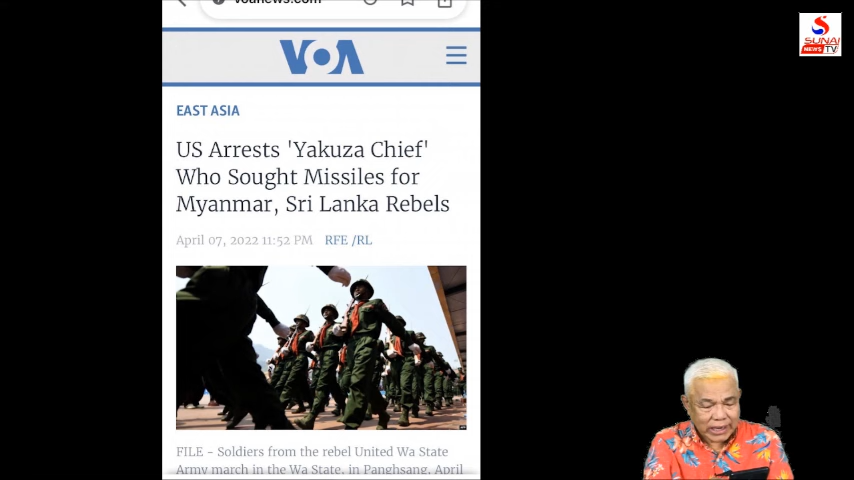 voanews.com
VOA
EAST ASIA
US Arrests 'Yakuza Chief'
Who Sought Missiles for
Myanmar, Sri Lanka Rebels
April 07, 2022 11:52 PM RFE /RL
FILE - Soldiers from the rebel United Wa State
Army march in the Wa State, in Panghsang, April
SUNAI
NEWS TV